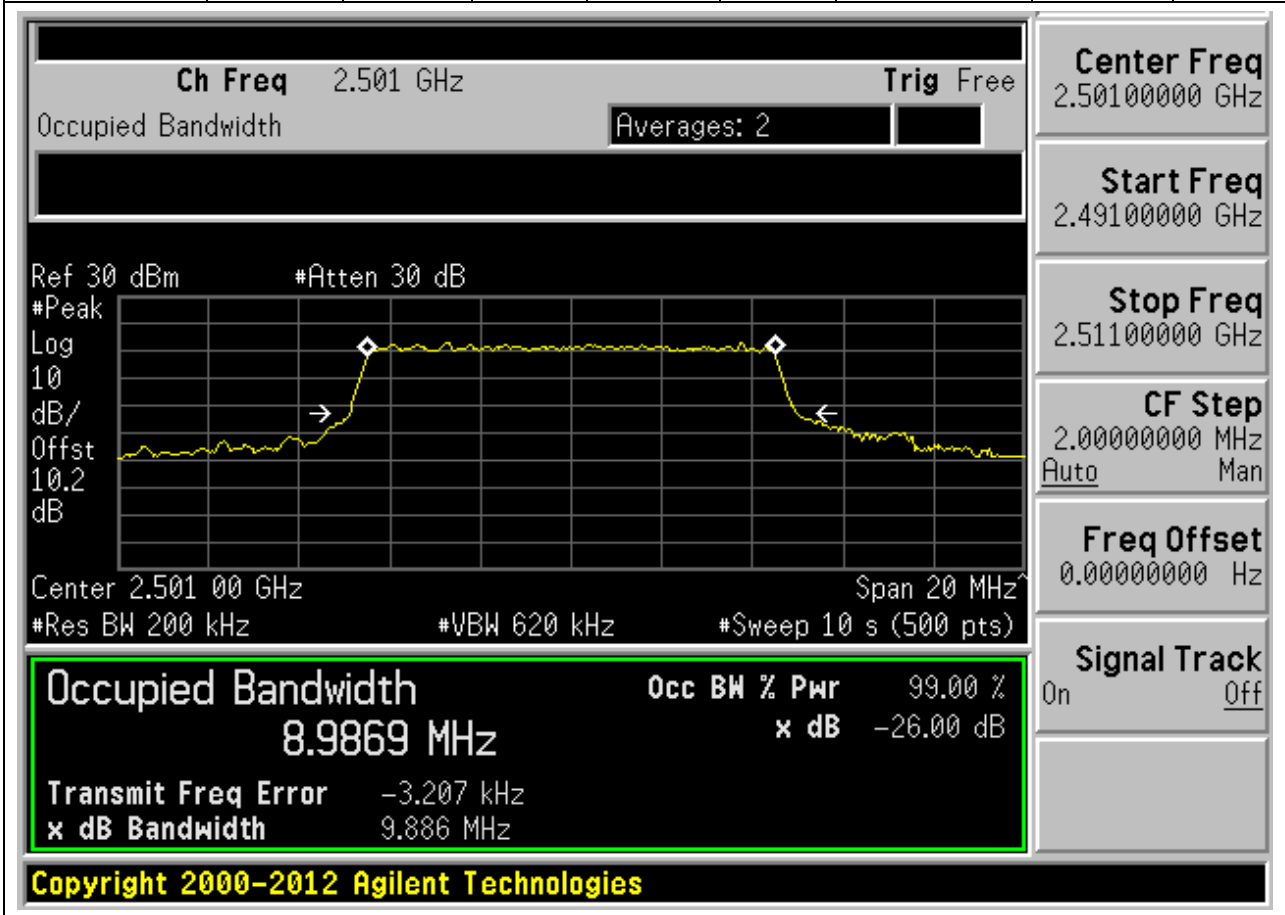 Ch Freq 2.501 GHz Trig Free
Occupied Bandwidth Averages: 2
Ref 30 dBm #Atten 30 dB
#Peak
Log
10
dB/
Offst
10.2
dB
Center 2.501 00 GHz Span 20 MHz^
#Res BW 200 kHz #VBW 620 kHz #Sweep 10 s (500 pts)
Occupied Bandwidth Occ BW % Pwr 99.00 %
8.9869 MHz x dB -26.00 dB
Transmit Freq Error -3.207 kHz
x dB Bandwidth 9.886 MHz
Copyright 2000-2012 Agilent Technologies
Center Freq
2.50100000 GHz
Start Freq
2.49100000 GHz
Stop Freq
2.51100000 GHz
CF Step
2.00000000 MHz
Auto Man
Freq Offset
0.00000000 Hz
Signal Track
On Off